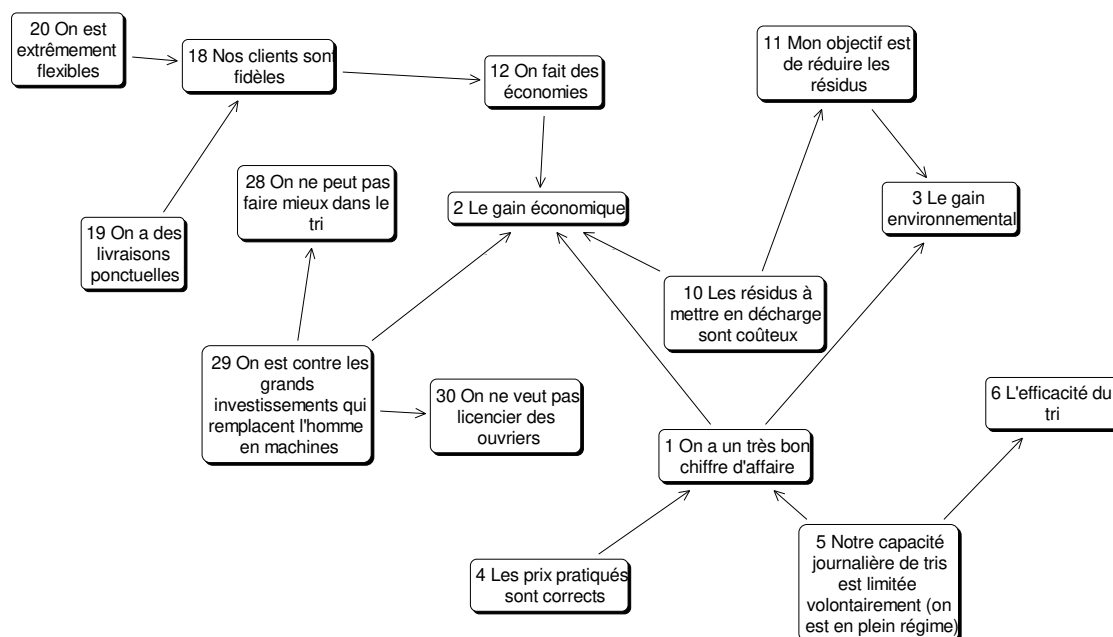 20 On est
extrêmement
flexibles
18 Nos clients sont
fidèles
12 On fait des
économies
11 Mon objectif est
de réduire les
résidus
28 On ne peut pas
faire mieux dans le
tri
2 Le gain économique
3 Le gain
environnemental
19 On a des
livraisons
ponctuelles
10 Les résidus à
mettre en décharge
sont coûteux
29 On est contre les
grands
investissements qui
remplacent l'homme
en machines
30 On ne veut pas
licencier des
ouvriers
6 L'efficacité du
tri
1 On a un très bon
chiffre d'affaire
4 Les prix pratiqués
sont corrects
5 Notre capacité
journalière de tris
est limitée
volontairement (on
est en plein régime)